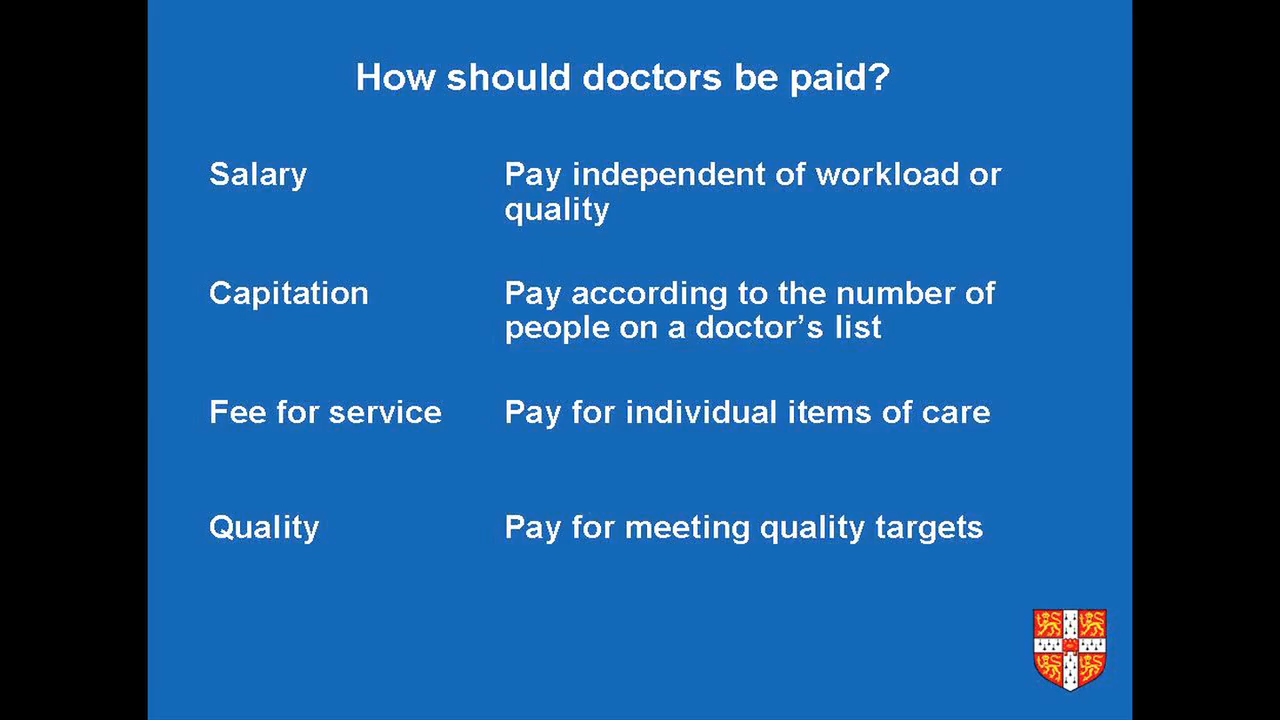 How should doctors be paid?
Salary
Pay independent of workload or
quality
Capitation
Pay according to the number of
people on a doctor’s list
Fee for service
Pay for individual items of care
Quality
Pay for meeting quality targets